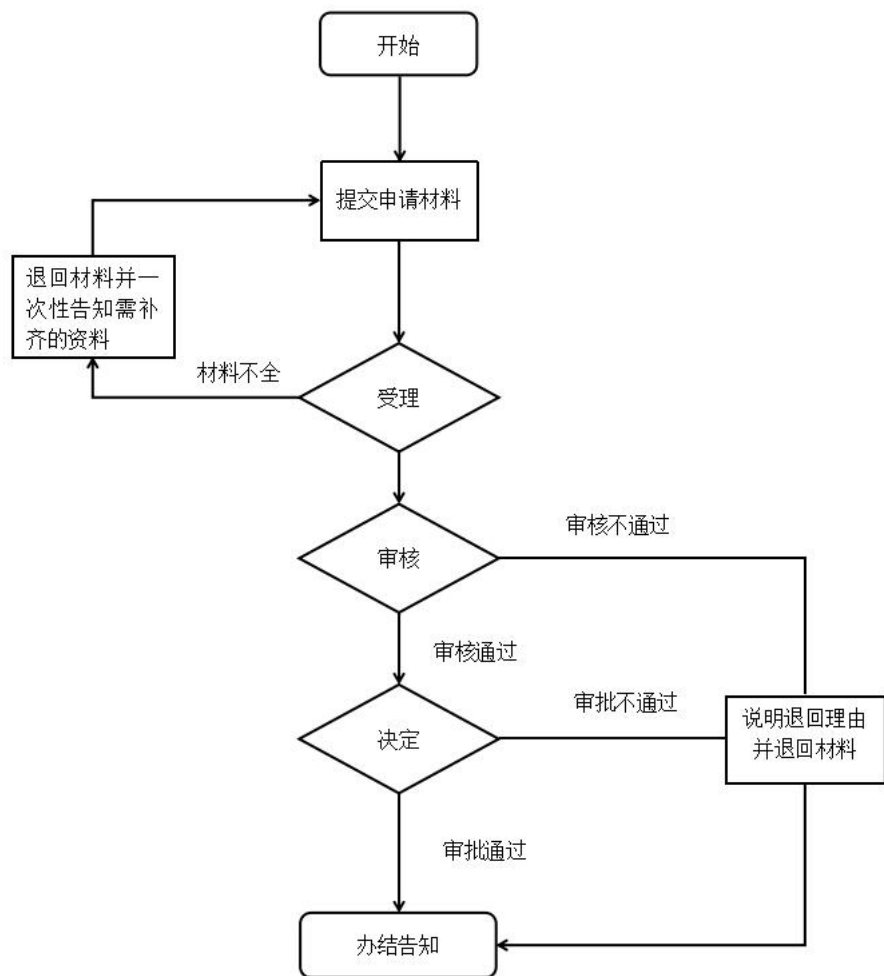 开始
提交申请材料
退回材料并一
次性告知需补
齐的资料
材料不全
受理
审核不通过
审核
审核通过
审批不通过
决定
说明退回理由
并退回材料
审批通过
办结告知